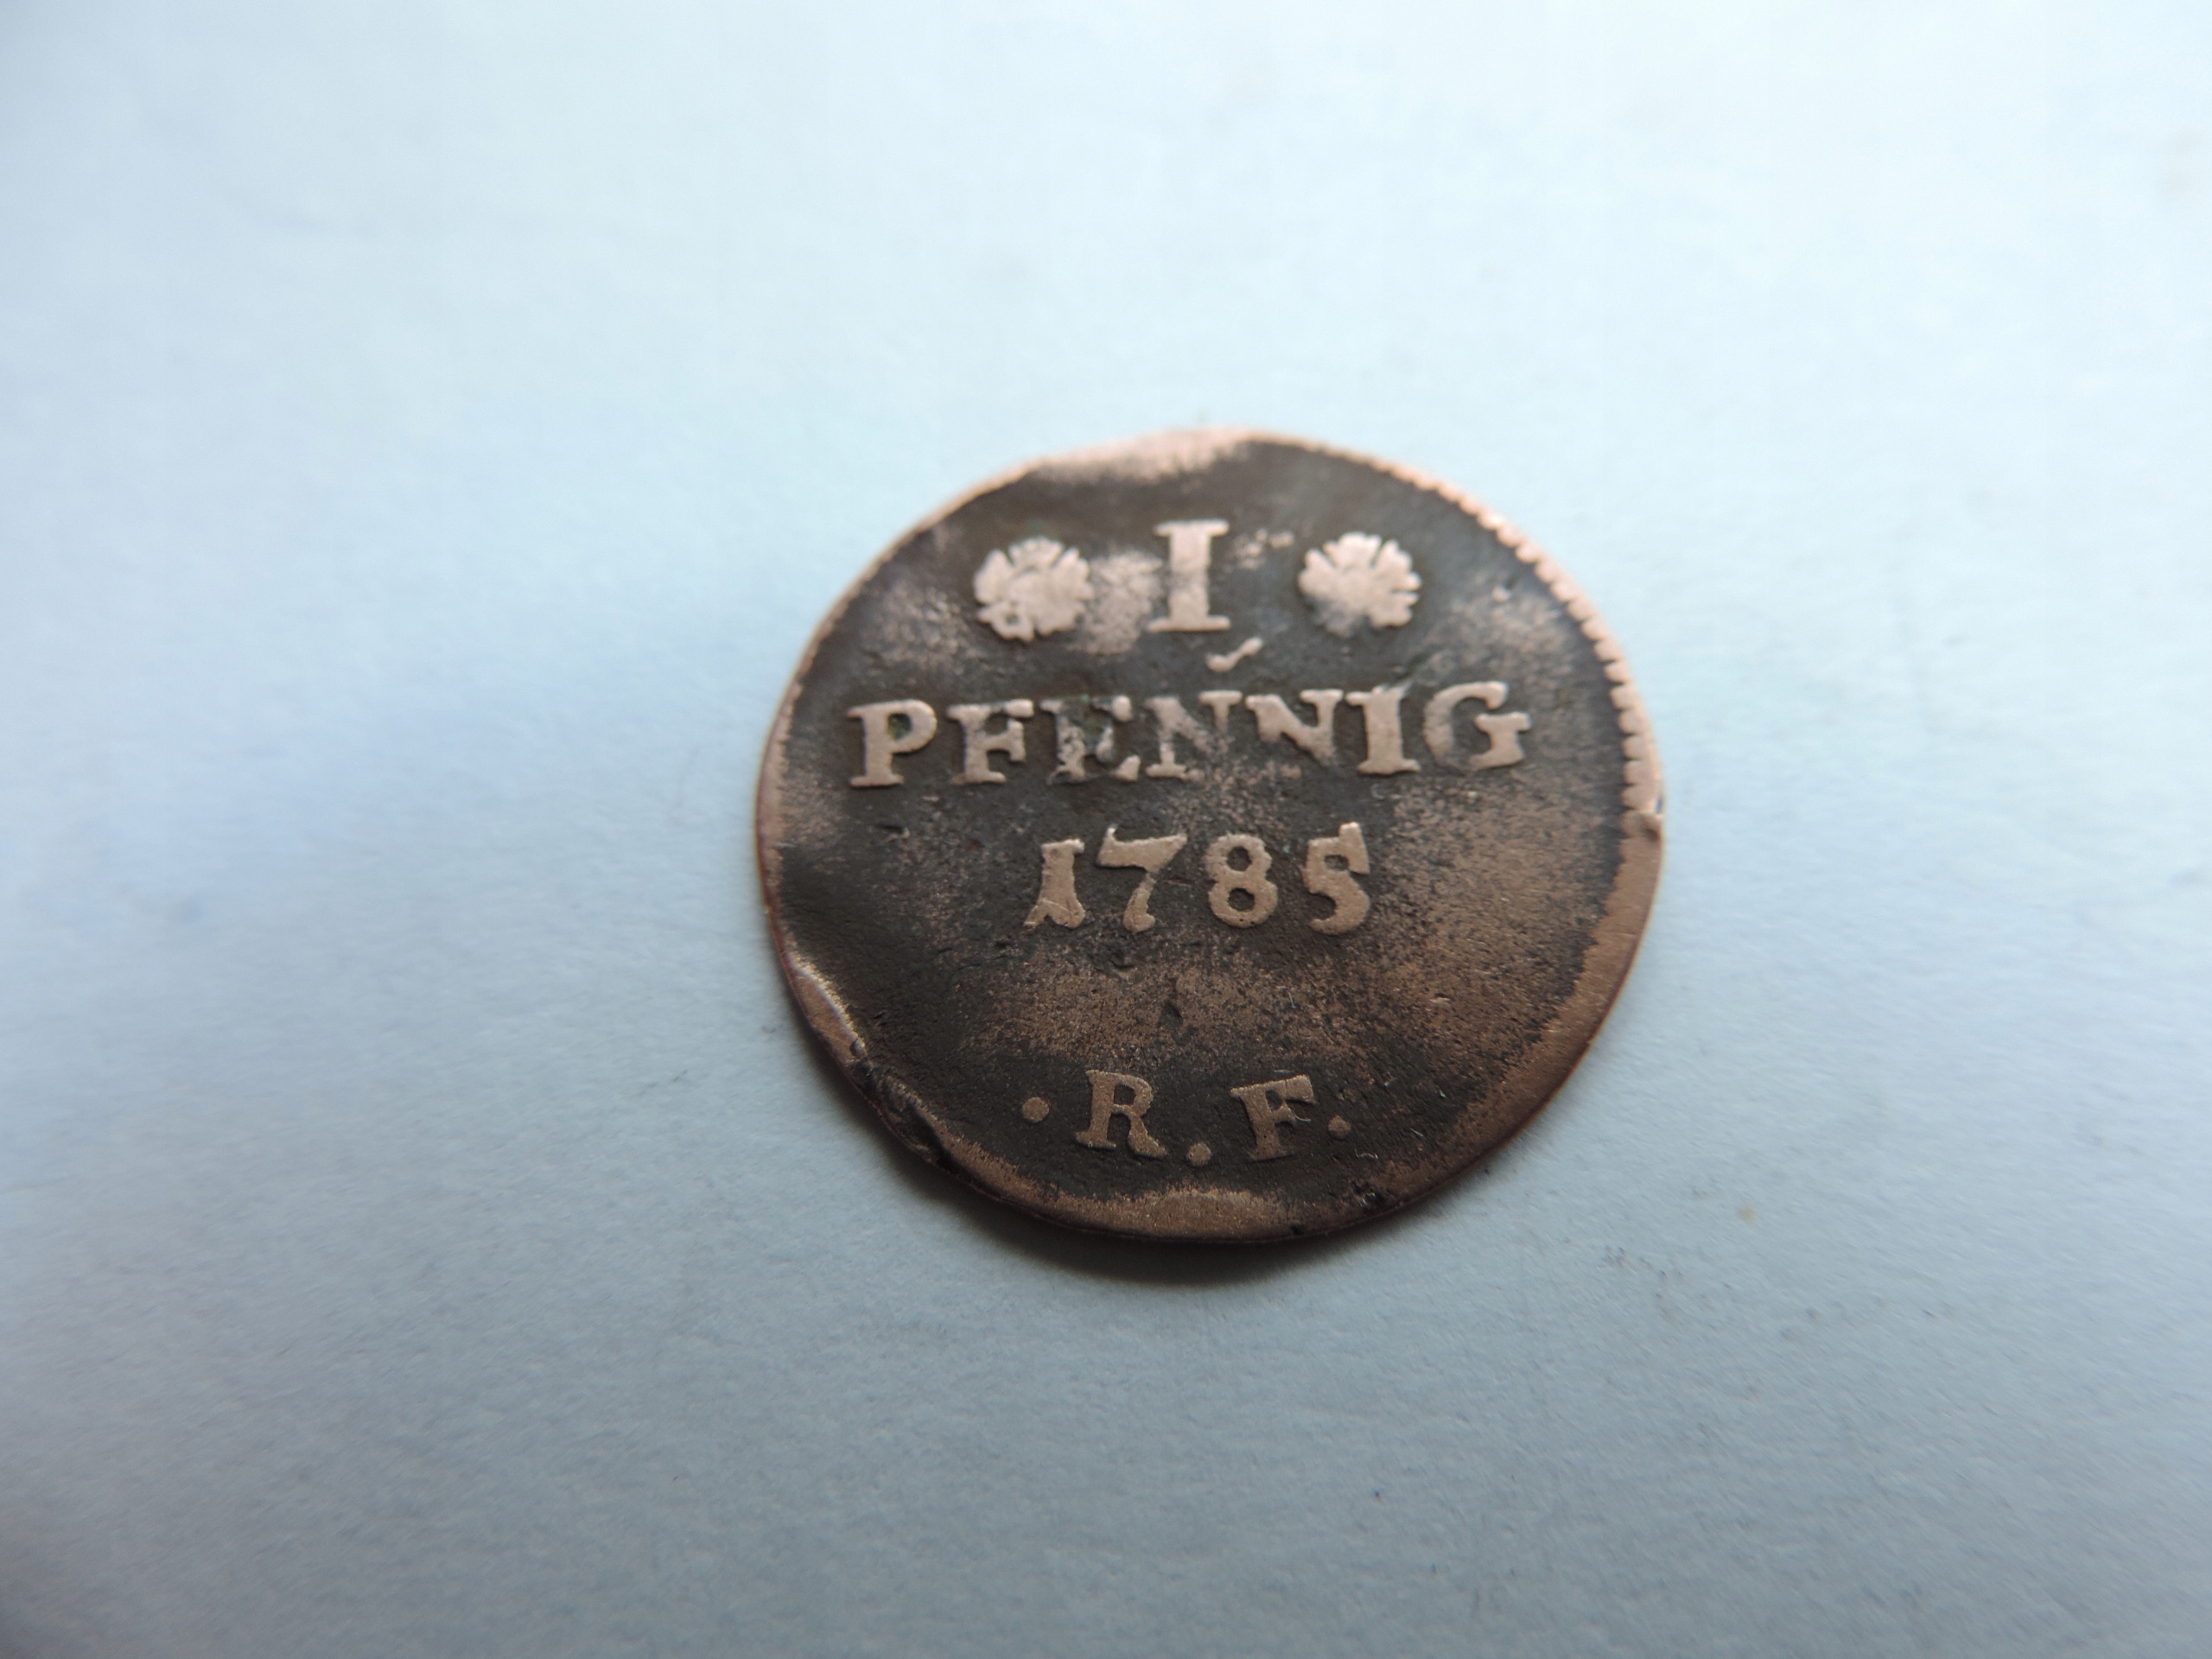 I
PFENNIG
1785
·R.F.